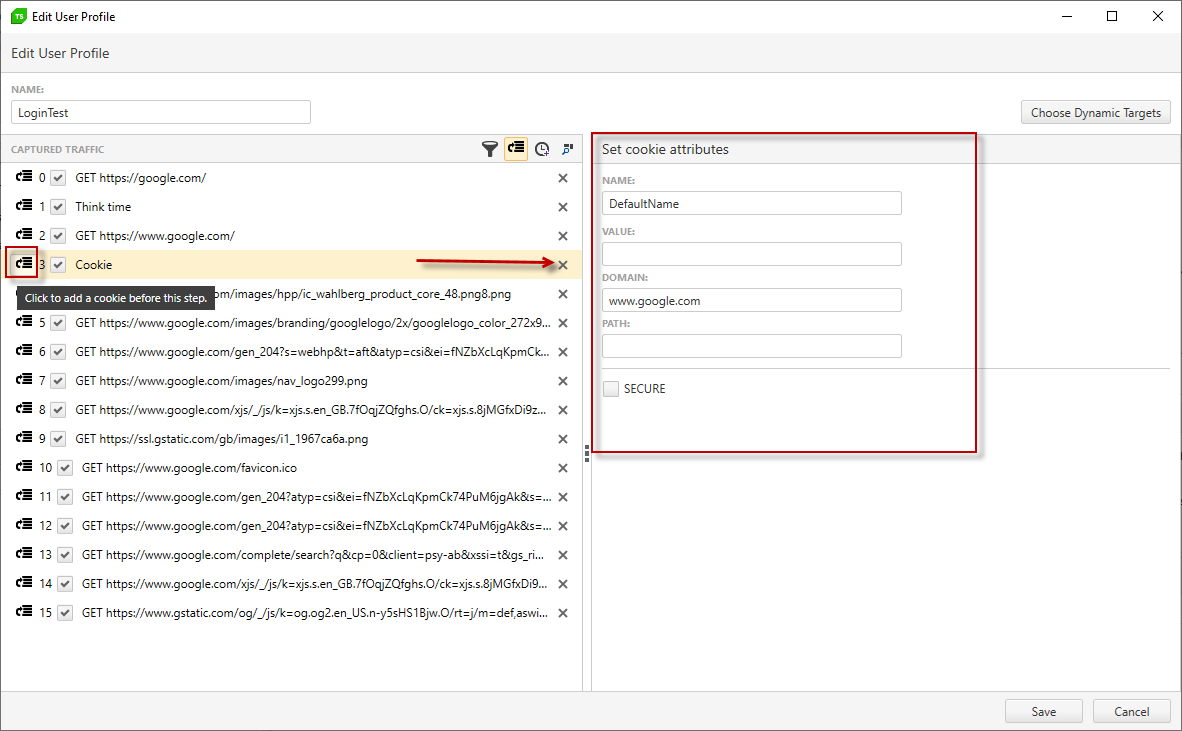 TS Edit User Profile
Edit User Profile
NAME:
LoginTest
Choose Dynamic Targets
CAPTURED TRAFFIC
0 GET https://google.com/
1 Think time
2 GET https://www.google.com/
3 Cookie
Click to add a cookie before this step.
om/images/hpp/ic_wahlberg_product_core_48.png8.png
5 GET https://www.google.com/images/branding/googlelogo/2x/googlelogo_color_272x9...
6 GET https://www.google.com/gen_204?s=webhp&t=aft&atyp=csi&ei=fNZbXcLqKpmCk...
7 GET https://www.google.com/images/nav_logo299.png
8 GET https://www.google.com/xjs/_/js/k=xjs.s.en_GB.7fOqjZQfghs.O/ck=xjs.s.8jMGfxDi9z...
9 GET https://ssl.gstatic.com/gb/images/i1_1967ca6a.png
10 GET https://www.google.com/favicon.ico
11 GET https://www.google.com/gen_204?atyp=csi&ei=fNZbXcLqKpmCk74PuM6jgAk&s=...
12 GET https://www.google.com/gen_204?atyp=csi&ei=fNZbXcLqKpmCk74PuM6jgAk&s=...
13 GET https://www.google.com/complete/search?q&cp=0&client=psy-ab&xssi=t&gs_ri...
14 GET https://www.google.com/xjs/_/js/k=xjs.s.en_GB.7fOqjZQfghs.O/ck=xjs.s.8jMGfxDi9...
15 GET https://www.gstatic.com/og/_/js/k=og.og2.en_US.n-y5sHS1Bjw.O/rt=j/m=def,aswi...
Set cookie attributes
NAME:
DefaultName
VALUE:
DOMAIN:
www.google.com
PATH:
SECURE
Save
Cancel